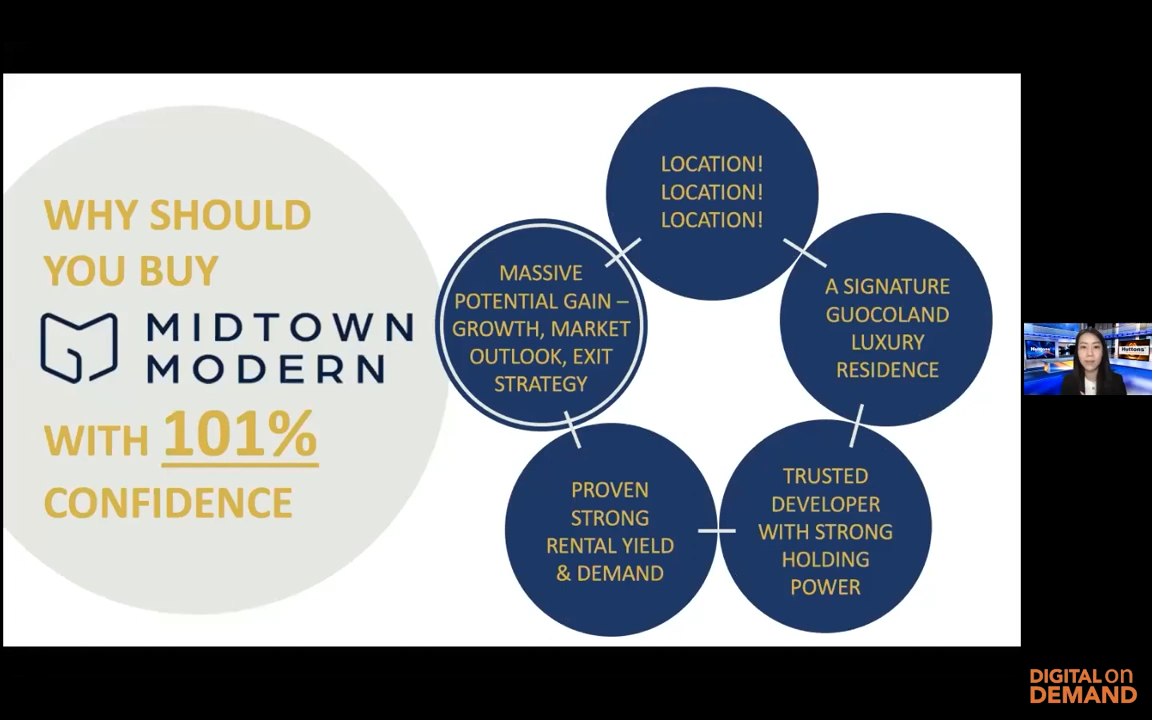 WHY SHOULD
YOU BUY
MIDTOWN
MODERN
WITH 101%
CONFIDENCE
LOCATION!
LOCATION!
LOCATION!
A SIGNATURE
GUOCOLAND
LUXURY
RESIDENCE
TRUSTED
DEVELOPER
WITH STRONG
HOLDING
POWER
PROVEN
STRONG
RENTAL YIELD
& DEMAND
MASSIVE
POTENTIAL GAIN –
GROWTH, MARKET
OUTLOOK, EXIT
STRATEGY
Huttons
Huttons
DIGITAL on
DEMAND